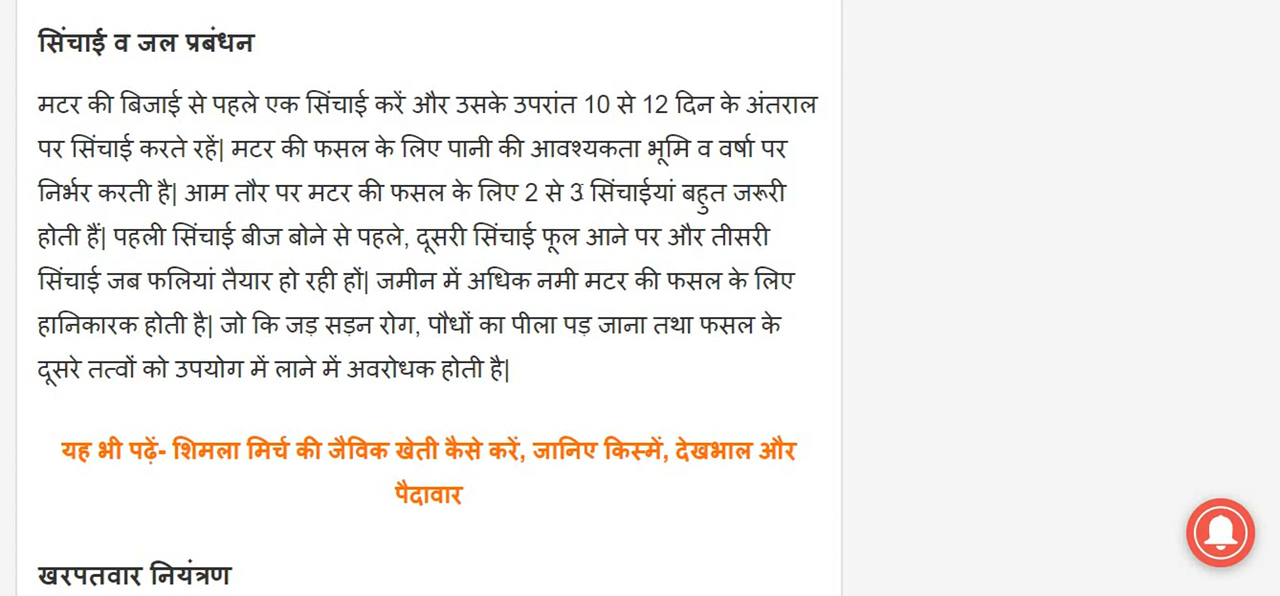 सिंचाई व जल प्रबंधन
मटर की बिजाई से पहले एक सिंचाई करें और उसके उपरांत 10 से 12 दिन के अंतराल
पर सिंचाई करते रहें| मटर की फसल के लिए पानी की आवश्यकता भूमि व वर्षा पर
निर्भर करती है| आम तौर पर मटर की फसल के लिए 2 से 3 सिंचाईयां बहुत जरूरी
होती हैं| पहली सिंचाई बीज बोने से पहले, दूसरी सिंचाई फूल आने पर और तीसरी
सिंचाई जब फलियां तैयार हो रही हों| जमीन में अधिक नमी मटर की फसल के लिए
हानिकारक होती है| जो कि जड़ सड़न रोग, पौधों का पीला पड़ जाना तथा फसल के
दूसरे तत्वों को उपयोग में लाने में अवरोधक होती है|
यह भी पढ़ें- शिमला मिर्च की जैविक खेती कैसे करें, जानिए किस्में, देखभाल और
पैदावार
खरपतवार नियंत्रण